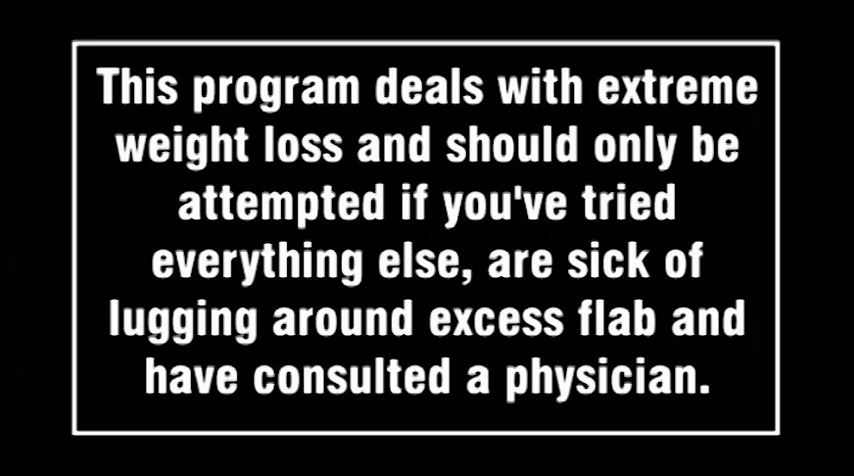 This program deals with extreme
weight loss and should only be
attempted if you've tried
everything else, are sick of
lugging around excess flab and
have consulted a physician.